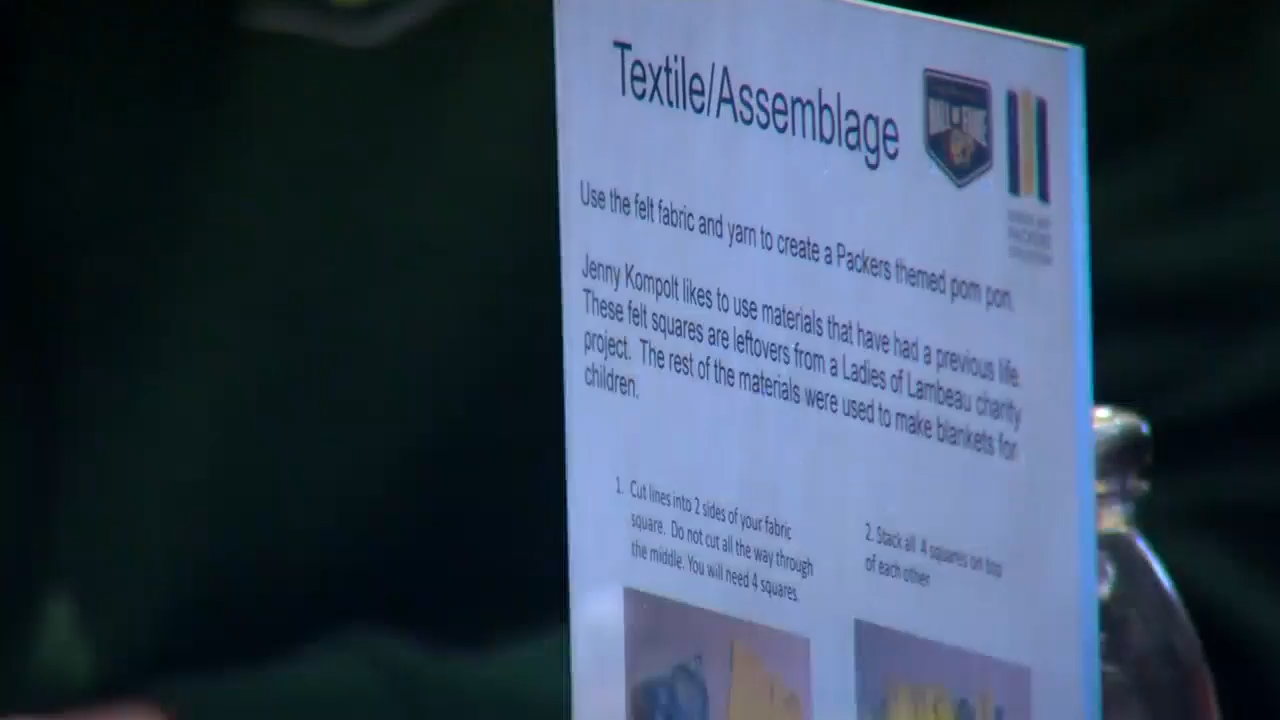 Textile/Assemblage
HALL OF FAME
Use the felt fabric and yarn to create a Packers themed pom pon.
Jenny Kompolt likes to use materials that have had a previous life.
These felt squares are leftovers from a Ladies of Lambeau charity
project. The rest of the materials were used to make blankets for
children.
1. Cut lines into 2 sides of your fabric
square. Do not cut all the way through
the middle. You will need 4 squares.
2. Stack all 4 squares on top
of each other